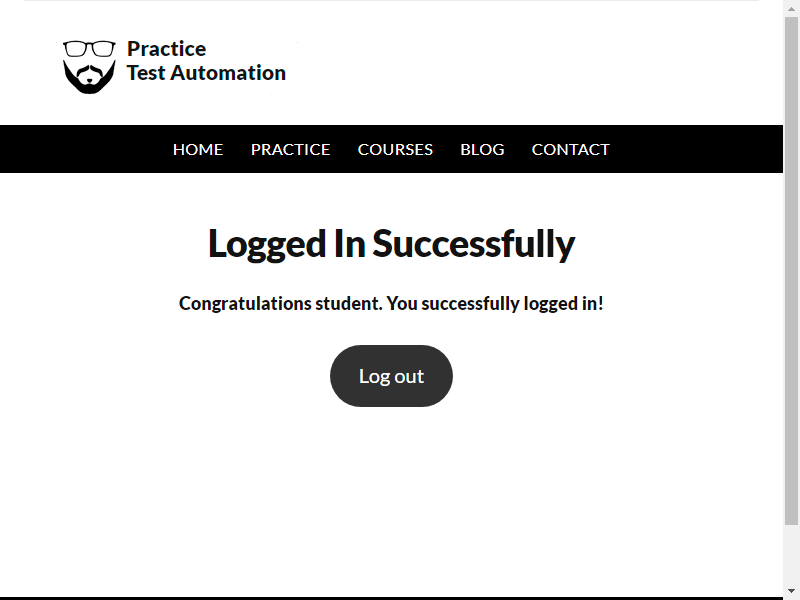 Practice
Test Automation
HOME PRACTICE COURSES BLOG CONTACT
Logged In Successfully
Congratulations student. You successfully logged in!
Log out